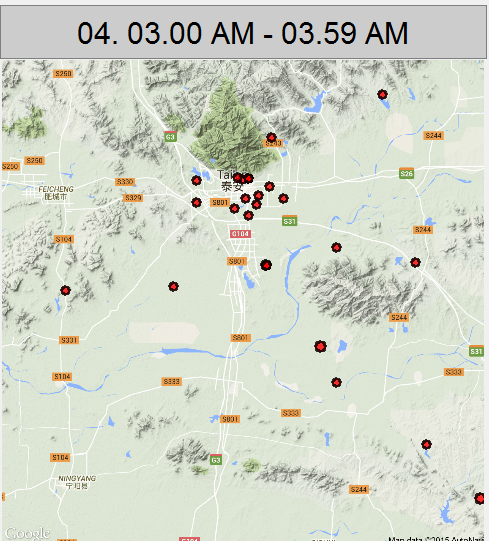 04. 03.00 AM - 03.59 AM
S250
G3
S244
S250
S250
S330
S26
FEICHENG
肥城市
Tai
泰安
S329
S801
S31
S104
G104
S244
S801
S244
S331
S801
S31
S104
S333
S333
S333
S801
S104
G3
NINGYANG
宁阳县
S244
Google
Map data ©2015 AutoNavi